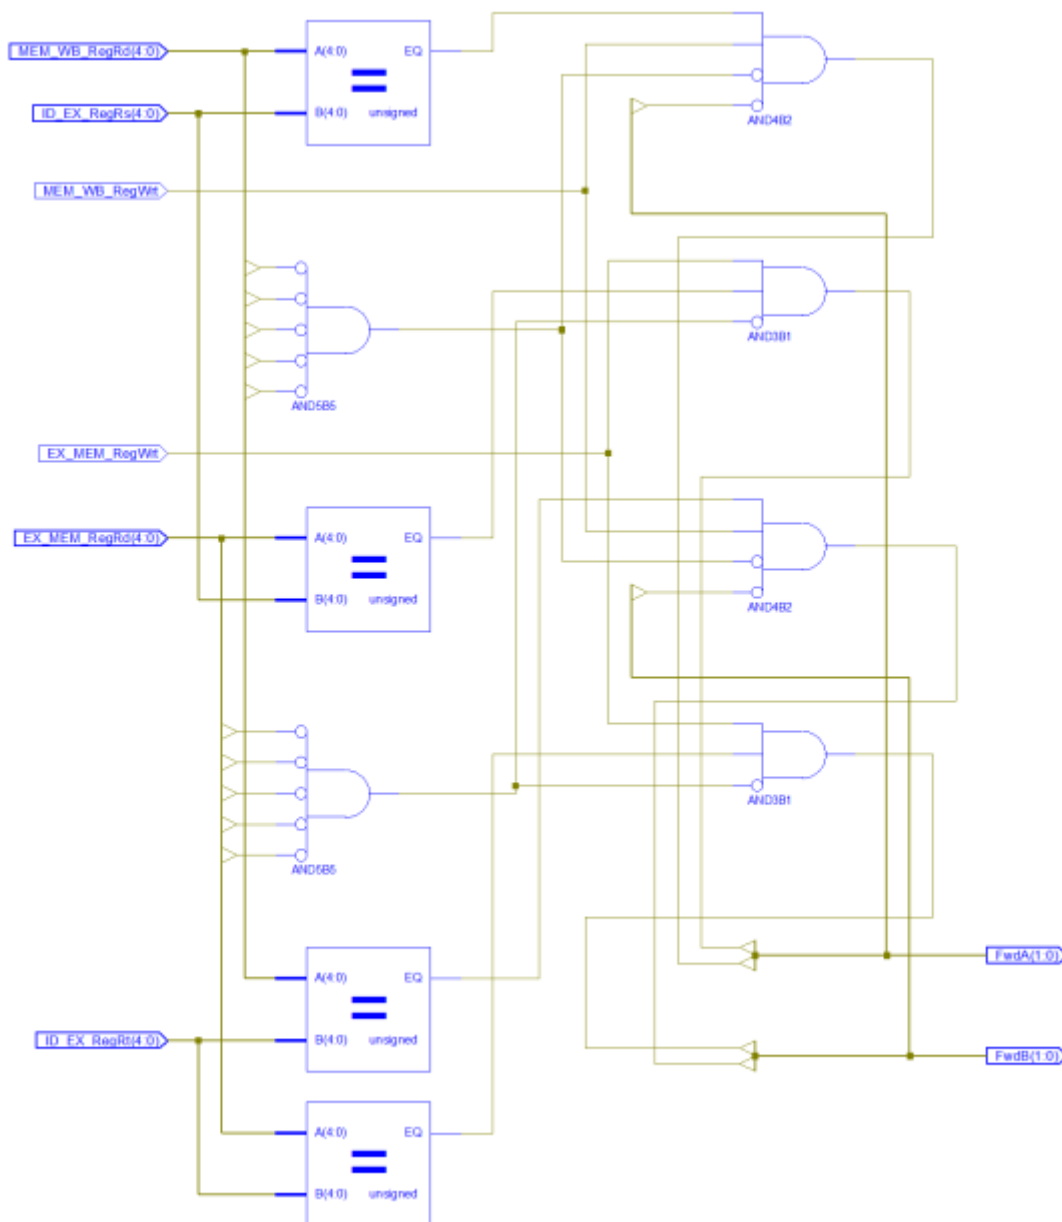 MEM_WB_RegRd(4:0)
A(4:0)
EQ
ID_EX_RegRs(4:0)
B(4:0)
unsigned
AND4B2
MEM_WB_RegWrt
AND3B1
AND5B5
EX_MEM_RegWrt
EX_MEM_RegRd(4:0)
A(4:0)
EQ
B(4:0)
unsigned
AND4B2
AND3B1
AND5B5
FwdA(1:0)
A(4:0)
EQ
ID_EX_RegRt(4:0)
B(4:0)
unsigned
FwdB(1:0)
A(4:0)
EQ
B(4:0)
unsigned